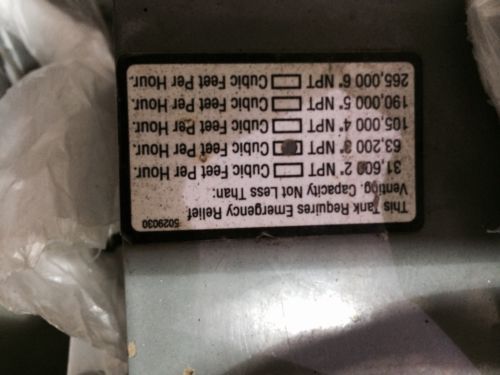 5029030
This Tank Requires Emergency Relief
Venting. Capacity Not Less Than:
31,600 2" NPT Cubic Feet Per Hour.
63,200 3" NPT Cubic Feet Per Hour.
105,000 4" NPT Cubic Feet Per Hour.
190,000 5" NPT Cubic Feet Per Hour.
265,000 6" NPT Cubic Feet Per Hour.